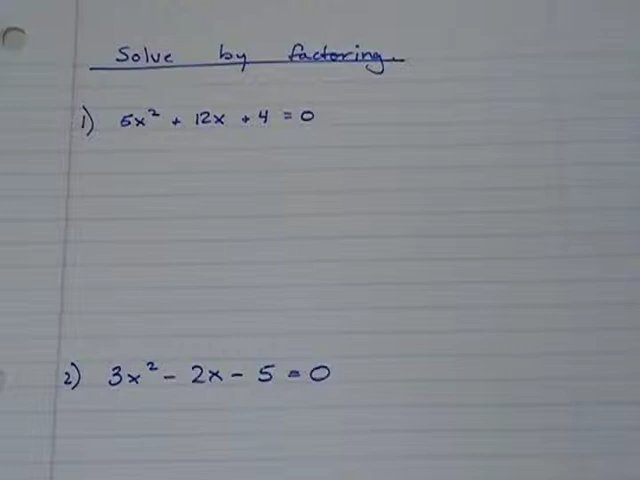 Solve by factoring.
1) 5x² + 12x + 4 = 0
2) 3x² - 2x - 5 = 0